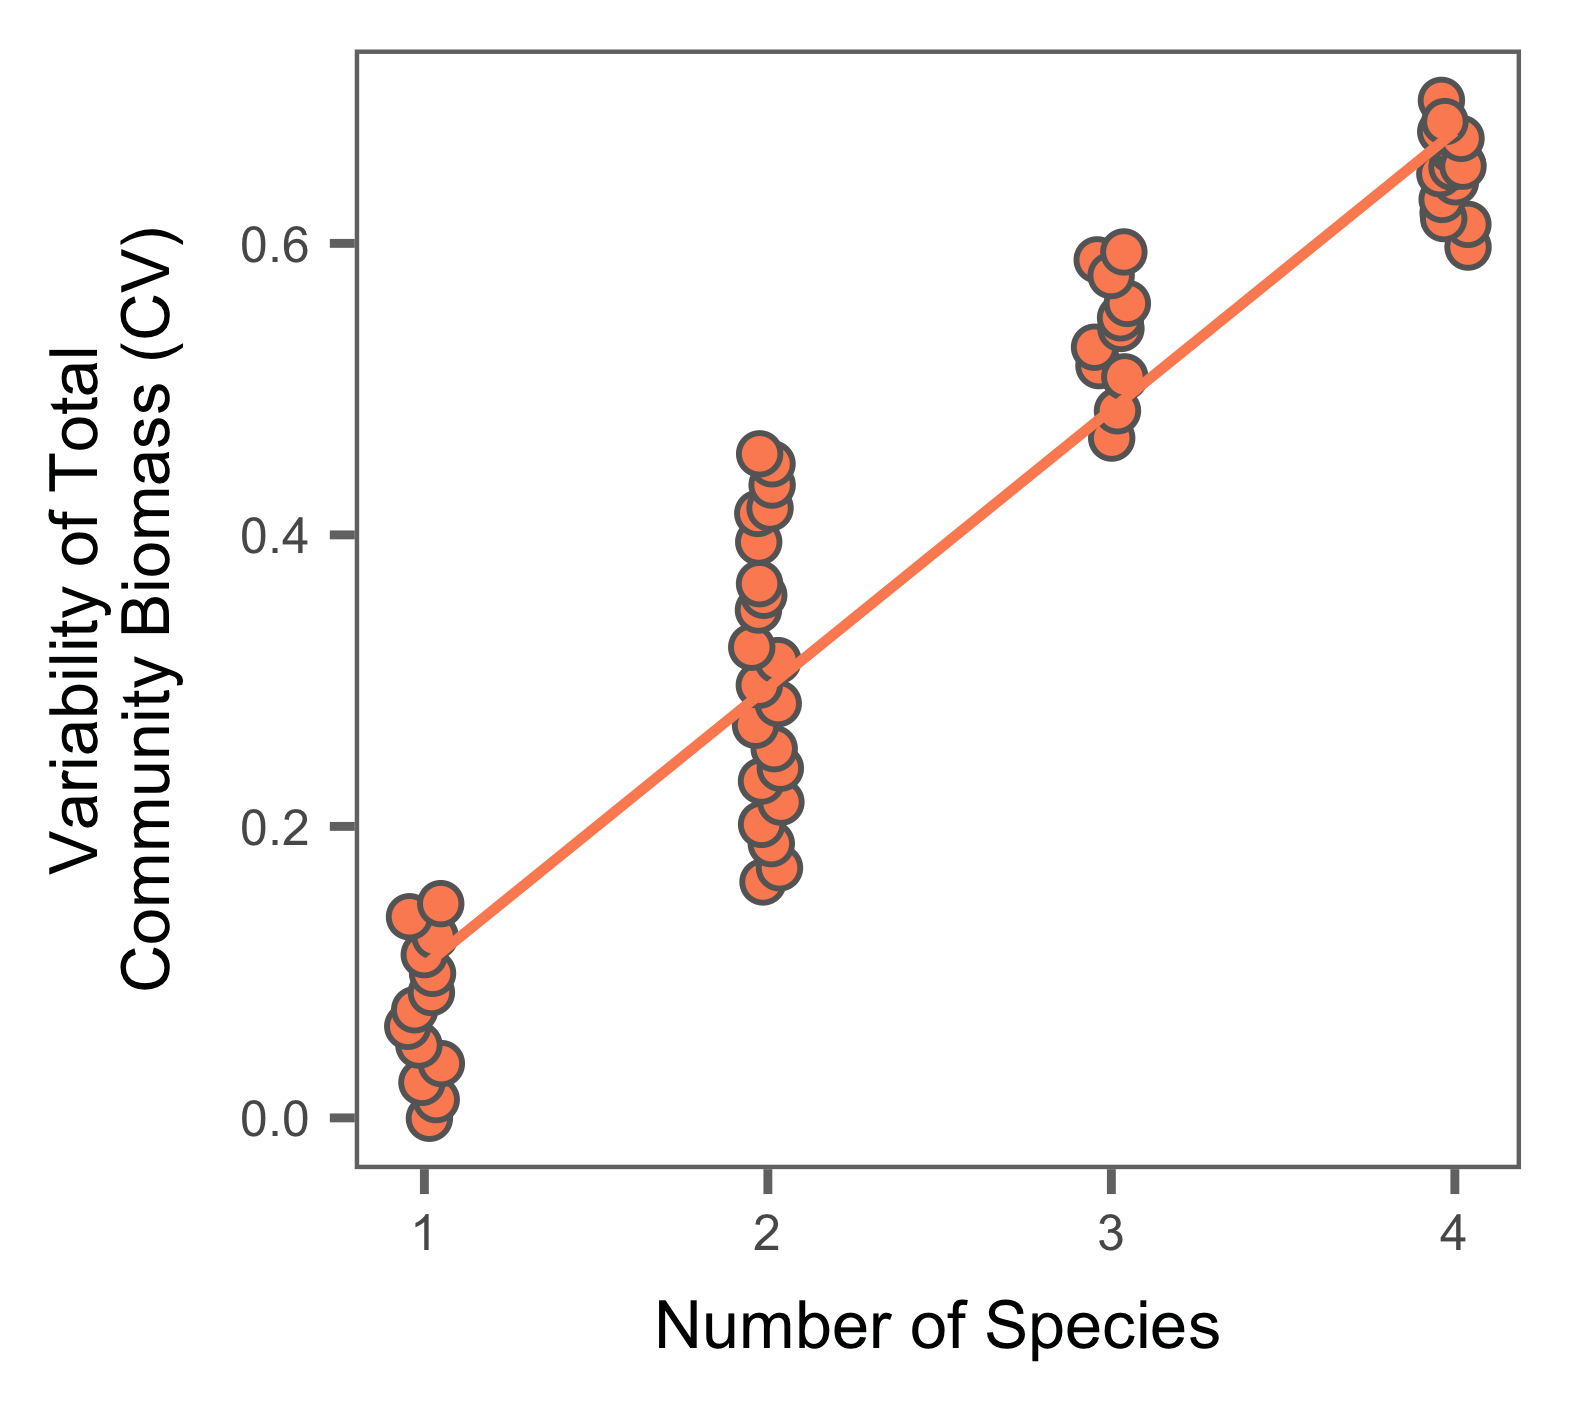 Variability of Total
Community Biomass (CV)
0.6
0.4
0.2
0.0
1 2 3 4
Number of Species